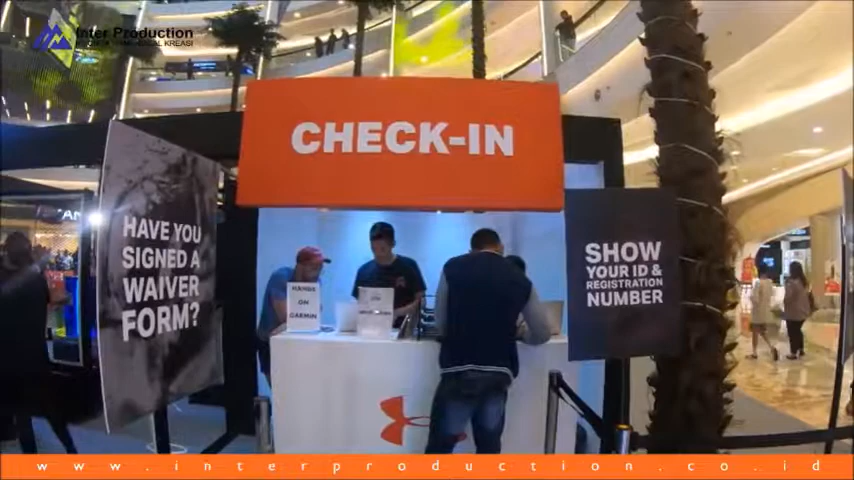 Inter Production
CHECK-IN
HAVE YOU
SIGNED A
WAIVER
FORM?
SHOW
YOUR ID &
REGISTRATION
NUMBER
HANDS
ON
GARMIN
www.interproduction.co.id